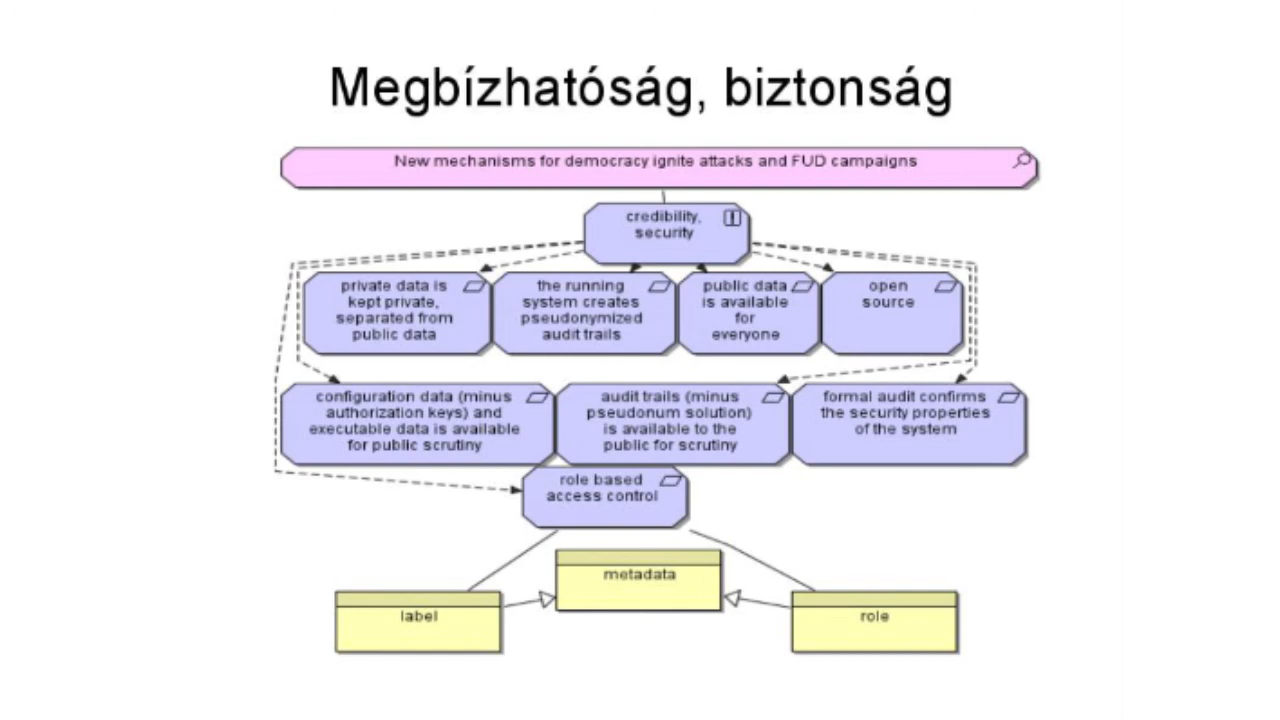 Megbízhatóság, biztonság
New mechanisms for democracy ignite attacks and FUD campaigns
credibility,
security
private data is
kept private,
separated from
public data
the running
system creates
pseudonymized
audit trails
public data
is available
for
everyone
open
source
configuration data (minus
authorization keys) and
executable data is available
for public scrutiny
audit trails (minus
pseudonum solution)
is available to the
public for scrutiny
formal audit confirms
the security properties
of the system
role based
access control
metadata
label
role